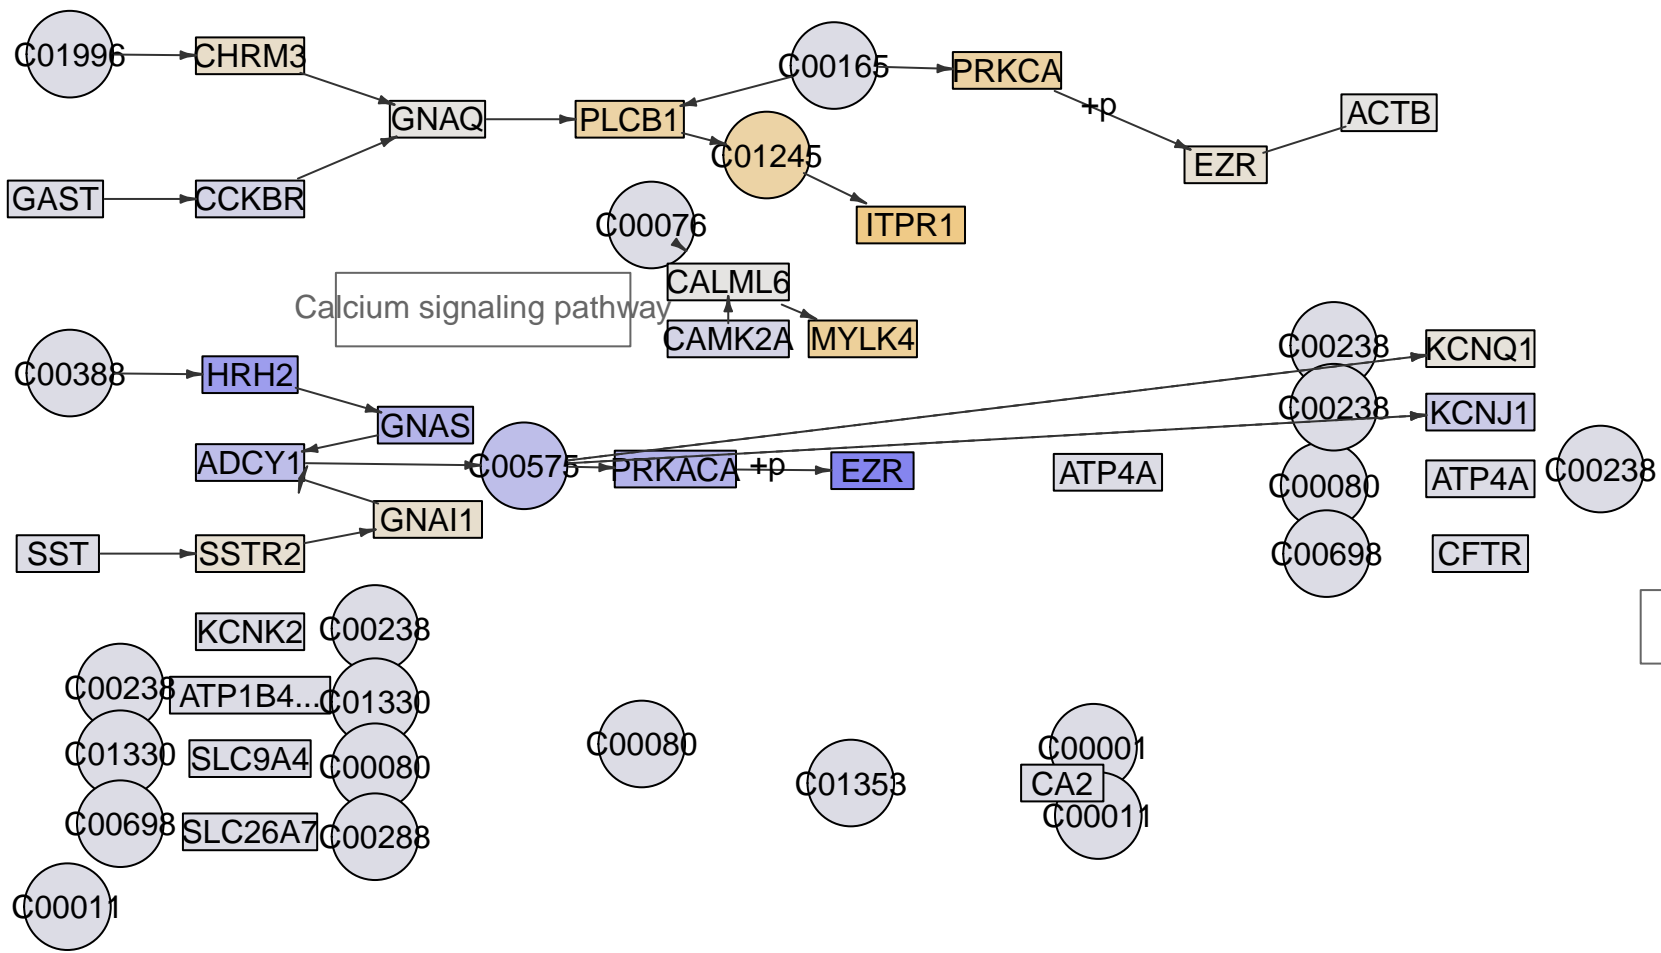 C01996
CHRM3
C00165
PRKCA
+p
ACTB
GNAQ
PLCB1
C01245
EZR
GAST
CCKBR
C00076
ITPR1
CALML6
Calcium signaling pathway
CAMK2A
MYLK4
C00238
KCNQ1
C00388
HRH2
C00238
KCNJ1
GNAS
ADCY1
C00575
PRKACA
+p
EZR
ATP4A
C00080
ATP4A
C00238
GNAI1
SST
SSTR2
C00698
CFTR
KCNK2
C00238
C00238
ATP1B4...
C01330
C01330
SLC9A4
C00080
C00080
C01353
C00001
CA2
C00011
C00698
SLC26A7
C00288
C00011